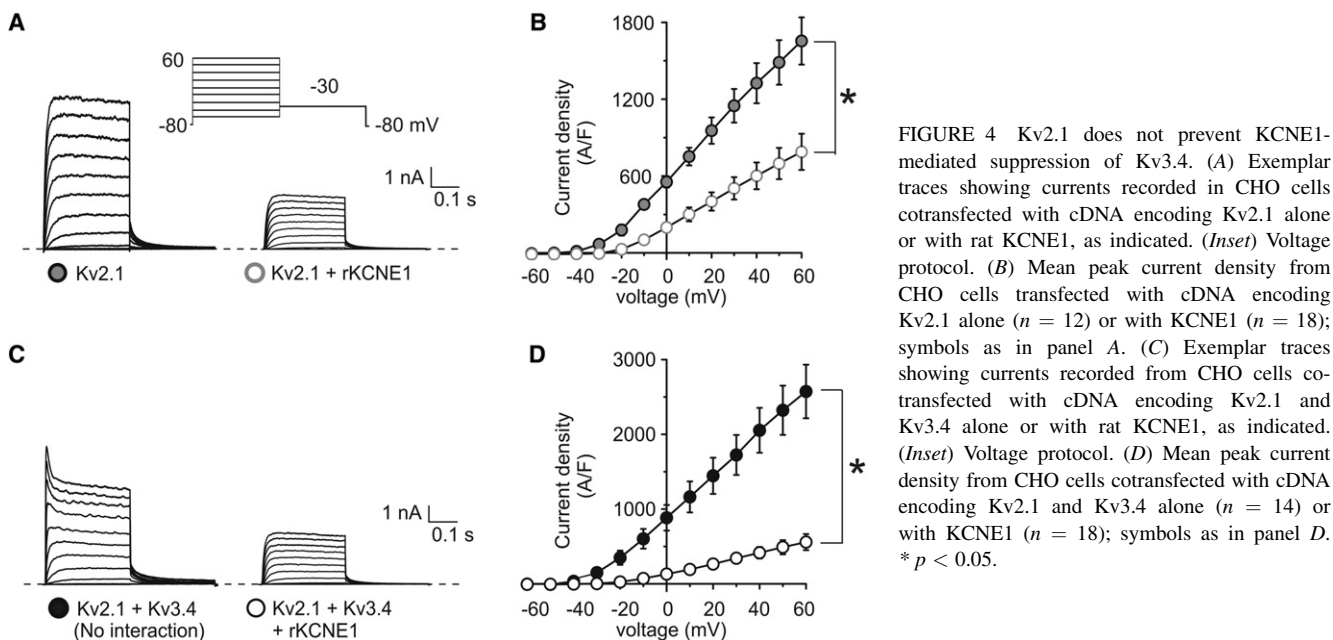 A
60
-80
-30
-80 mV
1 nA
0.1 s
Kv2.1
Kv2.1 + rKCNE1
B
Current density
(A/F)
1800
1200
600
-60 -40 -20 0 20 40 60
voltage (mV)
*
C
1 nA
0.1 s
Kv2.1 + Kv3.4
(No interaction)
Kv2.1 + Kv3.4
+ rKCNE1
D
Current density
(A/F)
3000
2000
1000
-60 -40 -20 0 20 40 60
voltage (mV)
*
FIGURE 4 Kv2.1 does not prevent KCNE1-
mediated suppression of Kv3.4. (A) Exemplar
traces showing currents recorded in CHO cells
cotransfected with cDNA encoding Kv2.1 alone
or with rat KCNE1, as indicated. (Inset) Voltage
protocol. (B) Mean peak current density from
CHO cells transfected with cDNA encoding
Kv2.1 alone (n = 12) or with KCNE1 (n = 18);
symbols as in panel A. (C) Exemplar traces
showing currents recorded from CHO cells co-
transfected with cDNA encoding Kv2.1 and
Kv3.4 alone or with rat KCNE1, as indicated.
(Inset) Voltage protocol. (D) Mean peak current
density from CHO cells cotransfected with cDNA
encoding Kv2.1 and Kv3.4 alone (n = 14) or
with KCNE1 (n = 18); symbols as in panel D.
* p < 0.05.